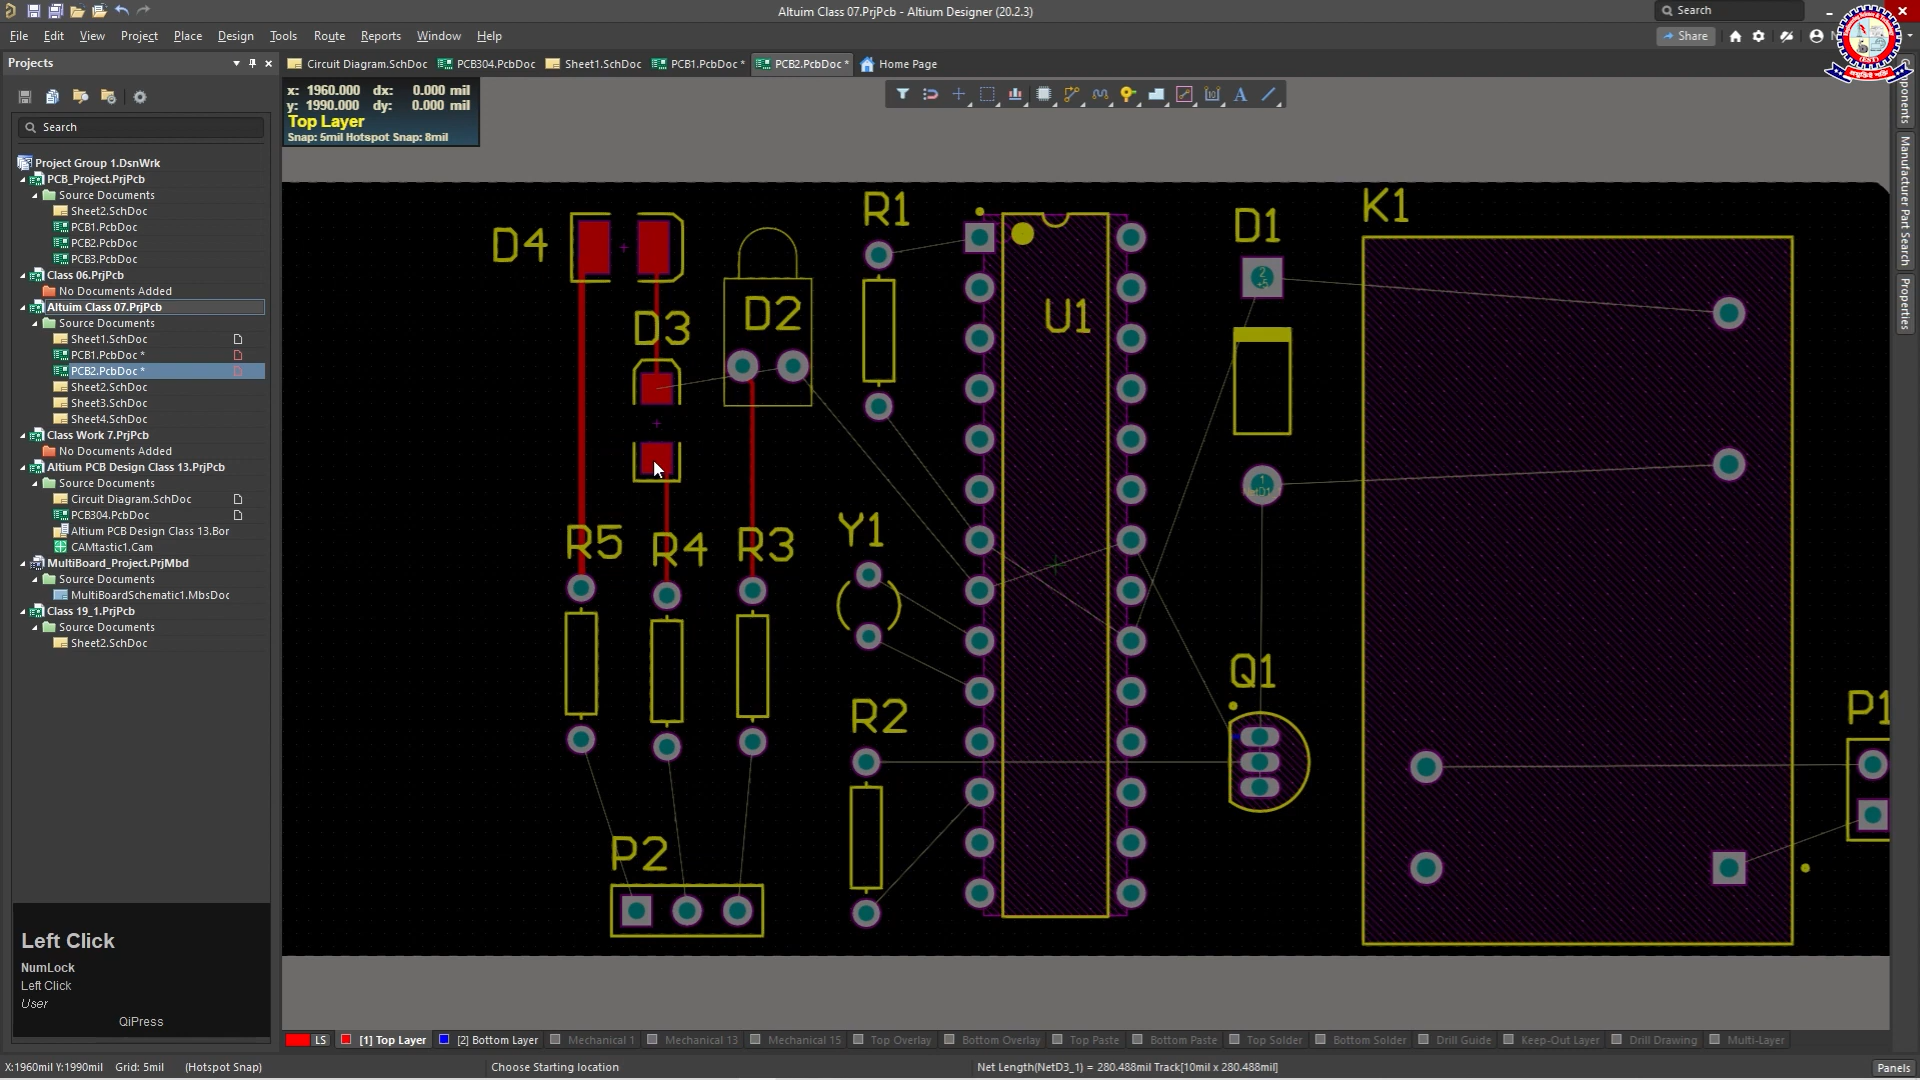 Altuim Class 07.PrjPcb - Altium Designer (20.2.3)
Search
File Edit View Project Place Design Tools Route Reports Window Help
Share
Projects
Circuit Diagram.SchDoc PCB304.PcbDoc Sheet1.SchDoc PCB1.PcbDoc * PCB2.PcbDoc * Home Page
x: 1960.000 dx: 0.000 mil
y: 1990.000 dy: 0.000 mil
Top Layer
Snap: 5mil Hotspot Snap: 8mil
Search
Project Group 1.DsnWrk
PCB_Project.PrjPcb
Source Documents
Sheet2.SchDoc
PCB1.PcbDoc
PCB2.PcbDoc
PCB3.PcbDoc
Class 06.PrjPcb
No Documents Added
Altuim Class 07.PrjPcb
Source Documents
Sheet1.SchDoc
PCB1.PcbDoc *
PCB2.PcbDoc *
Sheet2.SchDoc
Sheet3.SchDoc
Sheet4.SchDoc
Class Work 7.PrjPcb
No Documents Added
Altium PCB Design Class 13.PrjPcb
Source Documents
Circuit Diagram.SchDoc
PCB304.PcbDoc
Altium PCB Design Class 13.Bor
CAMtastic1.Cam
MultiBoard_Project.PrjMbd
Source Documents
MultiBoardSchematic1.MbsDoc
Class 19_1.PrjPcb
Source Documents
Sheet2.SchDoc
Manufacturer Part Search
Properties
R1
K1
D1
D4
2
+5
D3
D2
U1
1
Y1
R5
R4
R3
Q1
R2
P1
P2
Left Click
NumLock
Left Click
User
QiPress
LS [1] Top Layer [2] Bottom Layer Mechanical 1 Mechanical 13 Mechanical 15 Top Overlay Bottom Overlay Top Paste Bottom Paste Top Solder Bottom Solder Drill Guide Keep-Out Layer Drill Drawing Multi-Layer
X:1960mil Y:1990mil Grid: 5mil (Hotspot Snap) Choose Starting location Net Length(NetD3_1) = 280.488mil Track[10mil x 280.488mil] Panels